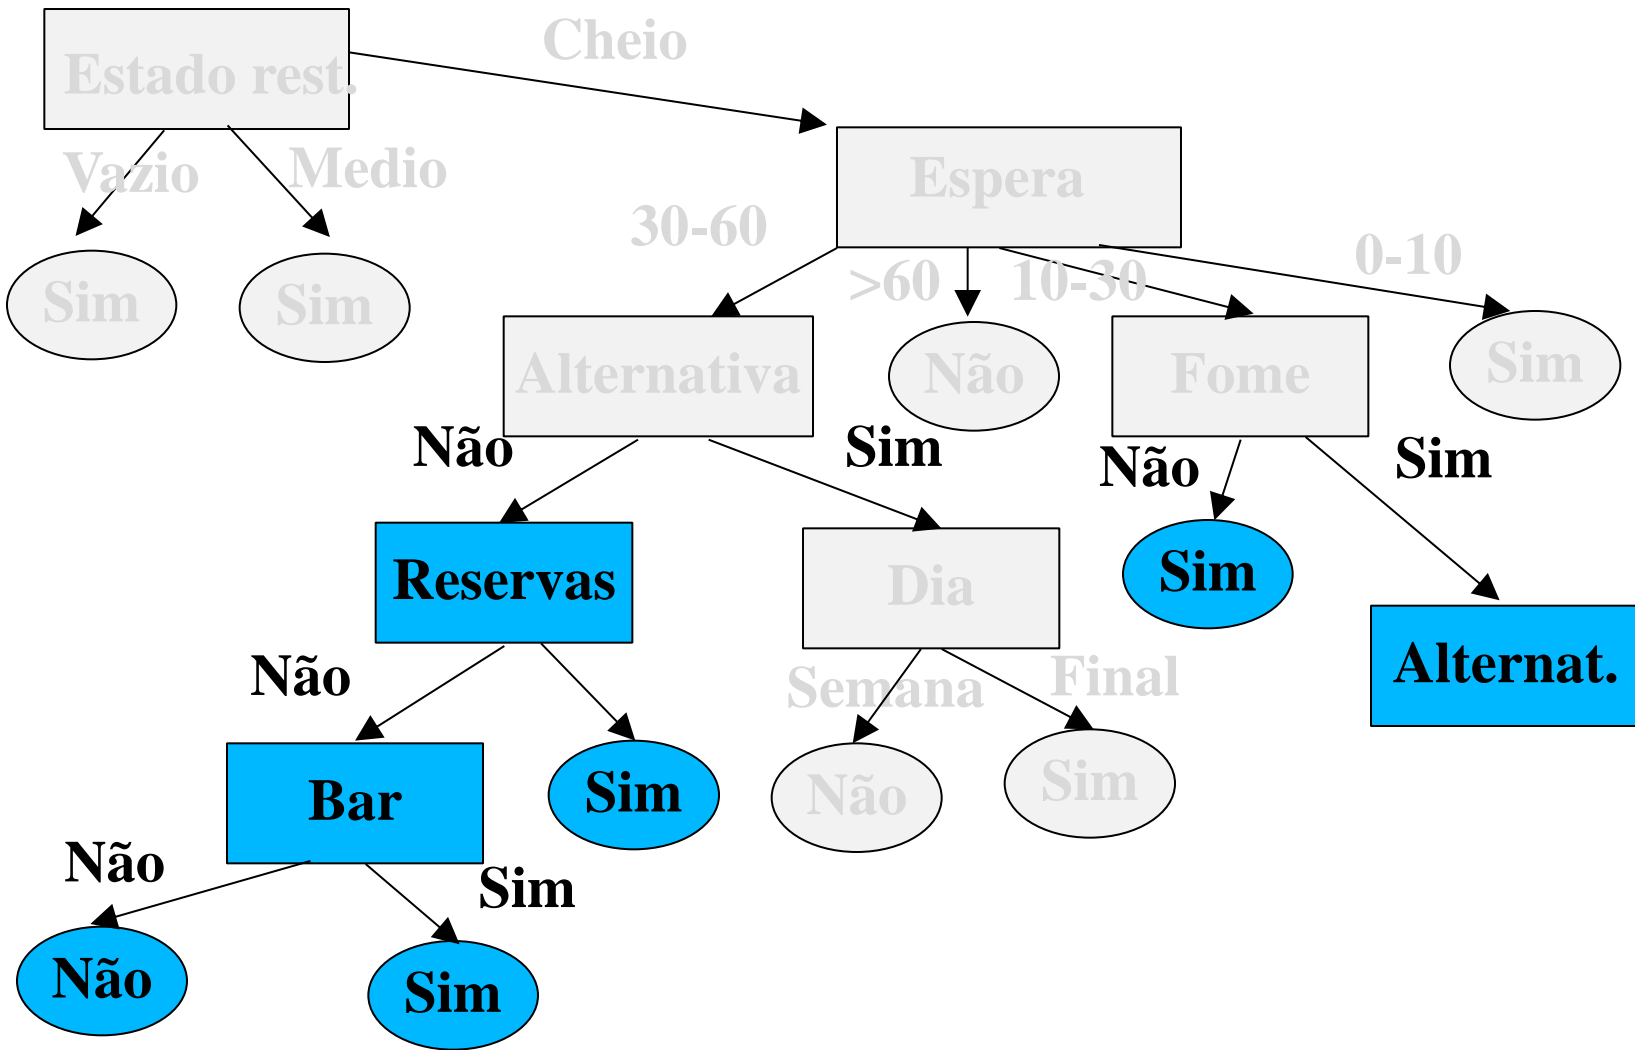 Cheio
Estado rest.
Vazio
Medio
Espera
30-60
>60
10-30
0-10
Sim
Sim
Alternativa
Não
Fome
Sim
Não
Sim
Não
Sim
Reservas
Dia
Sim
Alternat.
Não
Semana
Final
Bar
Sim
Não
Sim
Não
Sim
Não
Sim